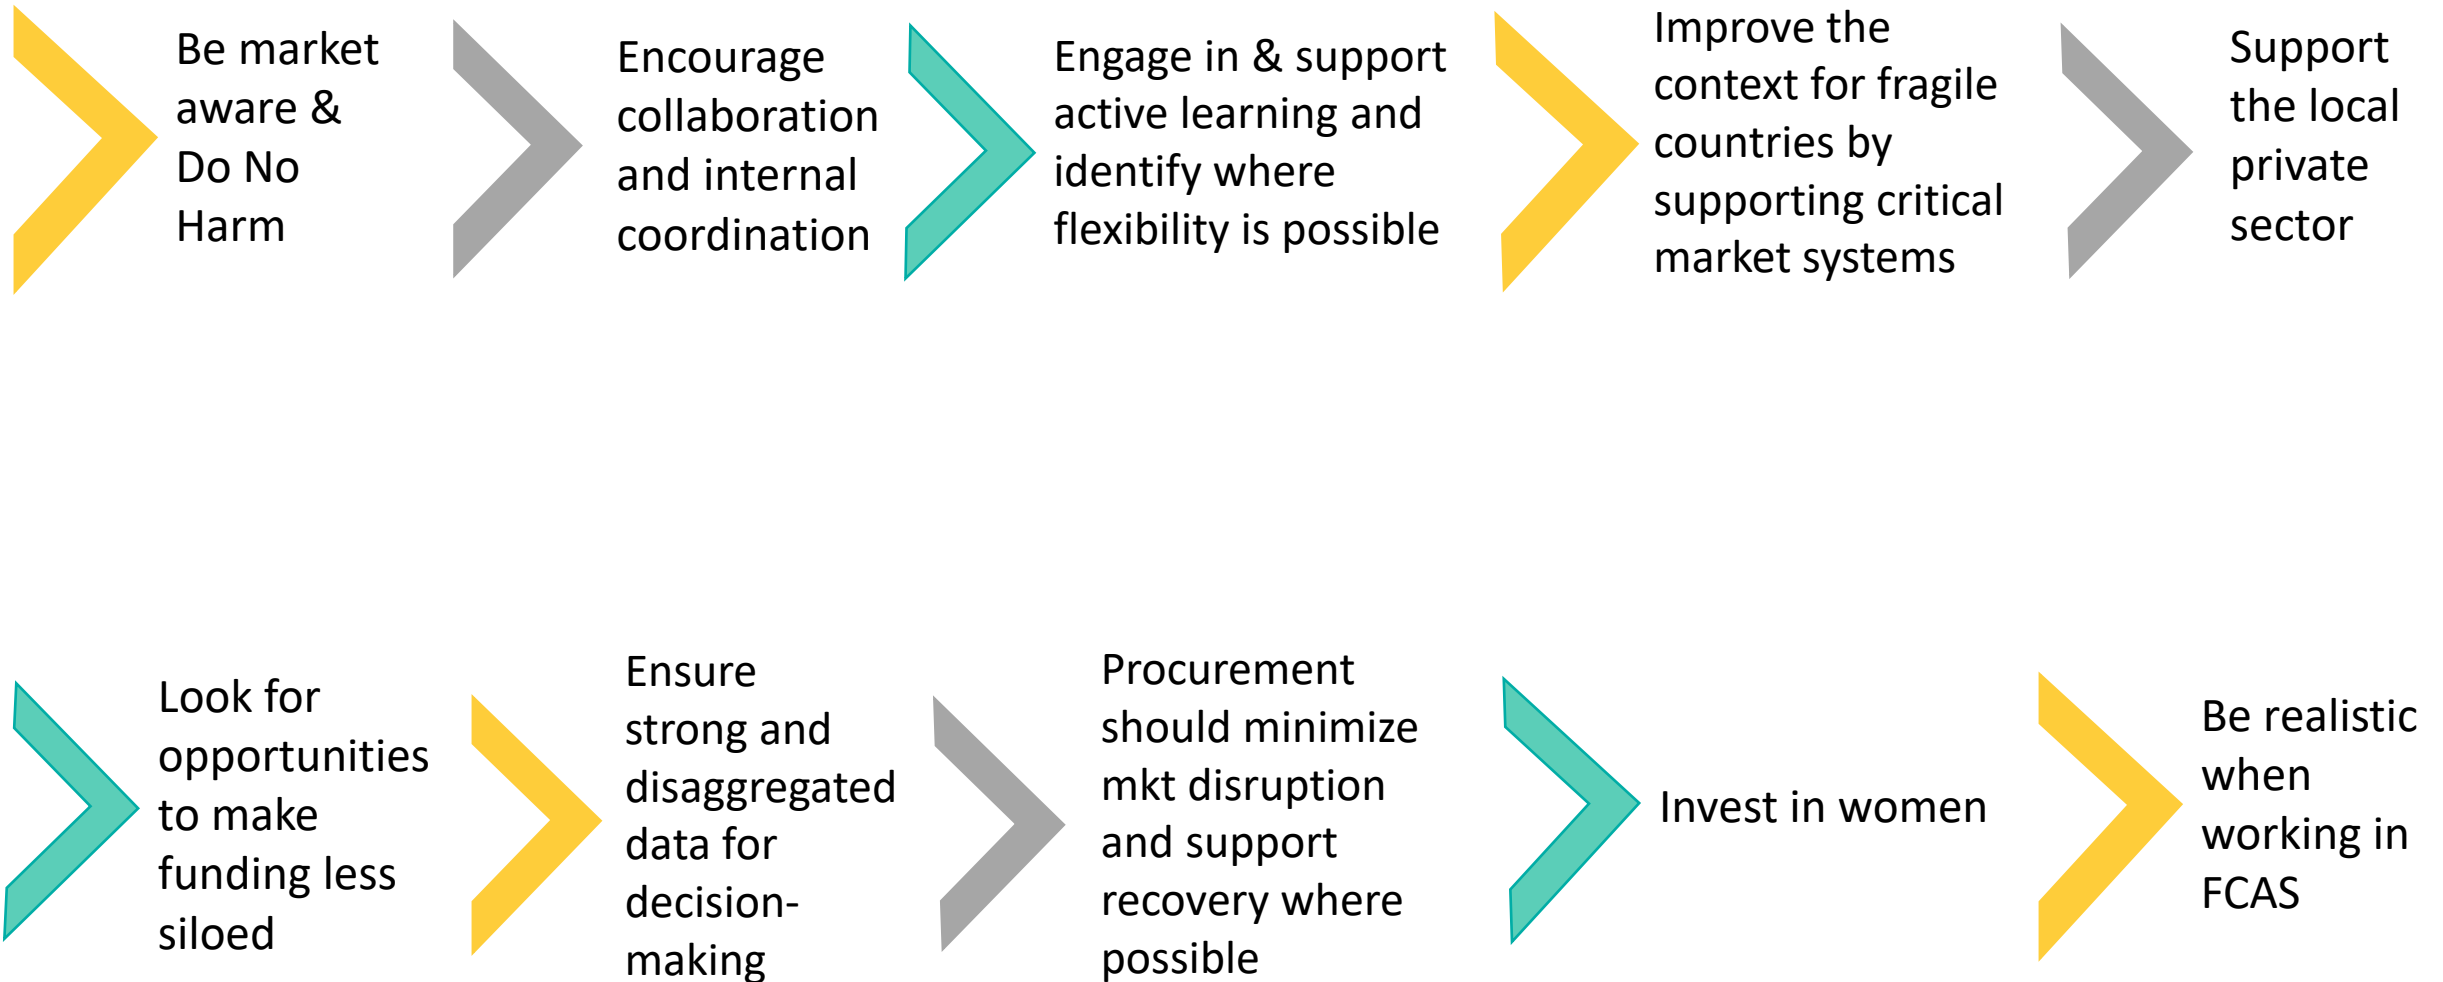 Be market
aware &
Do No
Harm
Encourage
collaboration
and internal
coordination
Engage in & support
active learning and
identify where
flexibility is possible
Improve the
context for fragile
countries by
supporting critical
market systems
Support
the local
private
sector
Look for
opportunities
to make
funding less
siloed
Ensure
strong and
disaggregated
data for
decision-
making
Procurement
should minimize
mkt disruption
and support
recovery where
possible
Invest in women
Be realistic
when
working in
FCAS